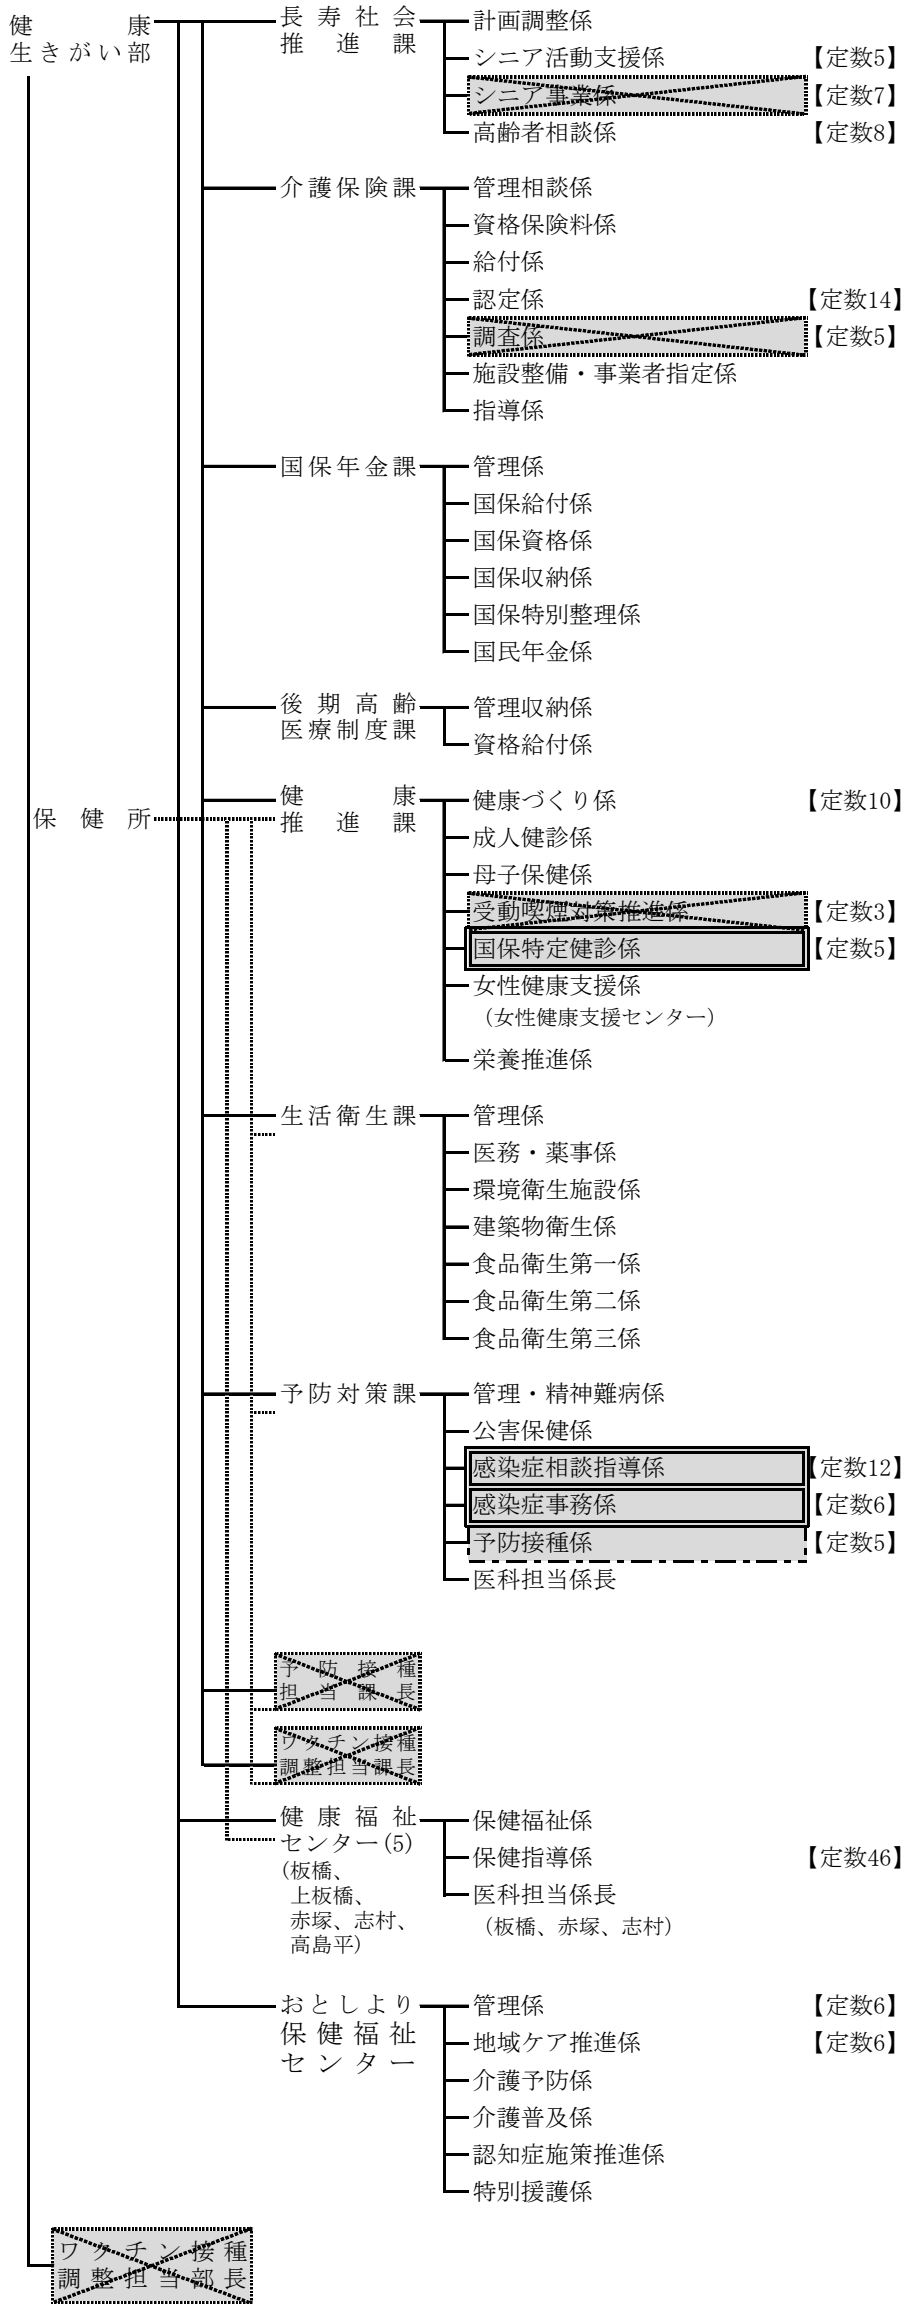 健康
生きがい部
長寿社会
推進課
計画調整係
シニア活動支援係 【定数5】
シニア事業係 【定数7】
高齢者相談係 【定数8】
介護保険課
管理相談係
資格保険料係
給付係
認定係 【定数14】
調査係 【定数5】
施設整備・事業者指定係
指導係
国保年金課
管理係
国保給付係
国保資格係
国保収納係
国保特別整理係
国民年金係
後期高齢
医療制度課
管理収納係
資格給付係
保健所
健康
推進課
健康づくり係 【定数10】
成人健診係
母子保健係
受動喫煙対策推進係 【定数3】
国保特定健診係 【定数5】
女性健康支援係
（女性健康支援センター）
栄養推進係
生活衛生課
管理係
医務・薬事係
環境衛生施設係
建築物衛生係
食品衛生第一係
食品衛生第二係
食品衛生第三係
予防対策課
管理・精神難病係
公害保健係
感染症相談指導係 【定数12】
感染症事務係 【定数6】
予防接種係 【定数5】
医科担当係長
予防接種
担当課長
ワクチン接種
調整担当課長
健康福祉
センター(5)
(板橋、
上板橋、
赤塚、志村、
高島平)
保健福祉係
保健指導係 【定数46】
医科担当係長
（板橋、赤塚、志村）
おとしより
保健福祉
センター
管理係 【定数6】
地域ケア推進係 【定数6】
介護予防係
介護普及係
認知症施策推進係
特別援護係
ワクチン接種
調整担当部長